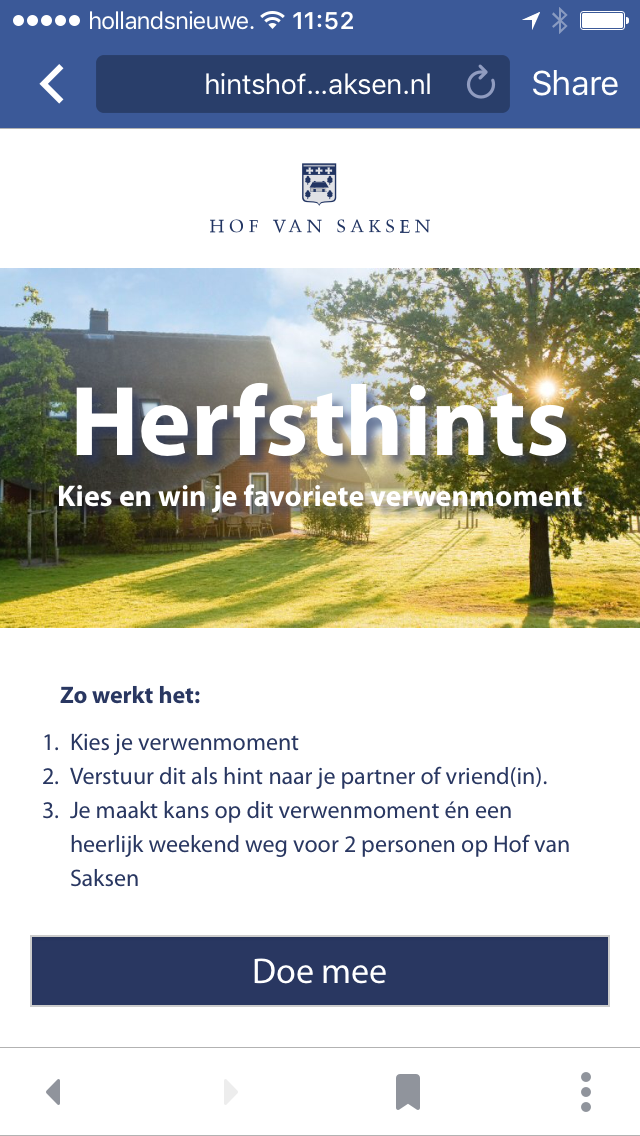 hollandsnieuwe. 11:52
hintshof...aksen.nl Share
HOF VAN SAKSEN
Herfsthints
Kies en win je favoriete verwenmoment
Zo werkt het:
1. Kies je verwenmoment
2. Verstuur dit als hint naar je partner of vriend(in).
3. Je maakt kans op dit verwenmoment én een
heerlijk weekend weg voor 2 personen op Hof van
Saksen
Doe mee